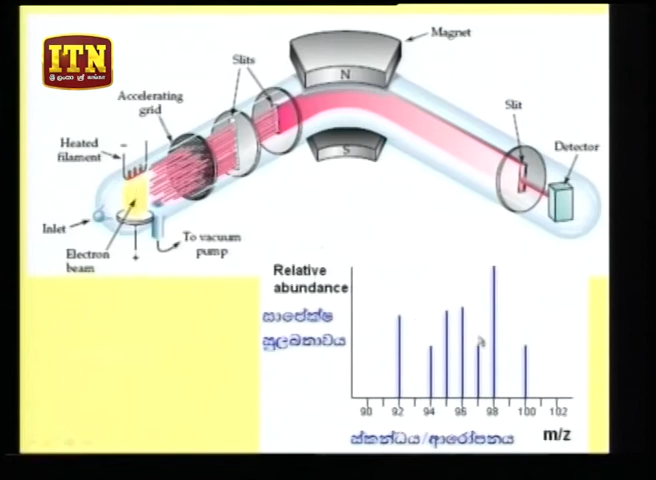 ITN
ශ්‍රී ලංකා
Magnet
Slits
N
Accelerating
grid
Slit
Heated
filament
Detector
S
Inlet
To vacuum
pump
Electron
beam
Relative
abundance
සාපේක්ෂ
සුලබතාවය
90 92 94 96 98 100 102
ස්කන්ධය/ආරෝපනය m/z